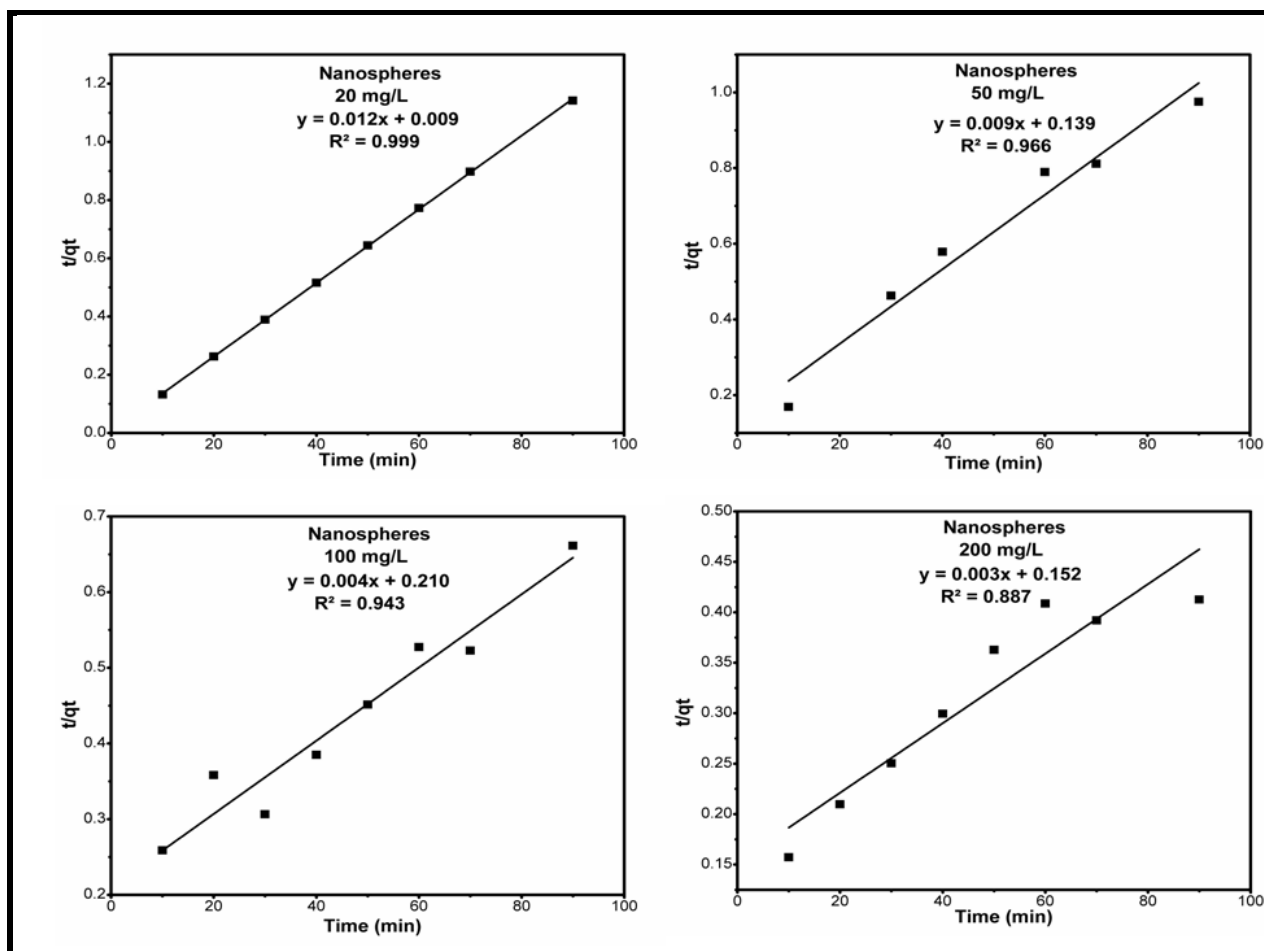 Nanospheres
20 mg/L
y = 0.012x + 0.009
R² = 0.999
t/qt
1.2
1.0
0.8
0.6
0.4
0.2
0.0
0 20 40 60 80 100
Time (min)
Nanospheres
50 mg/L
y = 0.009x + 0.139
R² = 0.966
t/qt
1.0
0.8
0.6
0.4
0.2
0 20 40 60 80 100
Time (min)
Nanospheres
100 mg/L
y = 0.004x + 0.210
R² = 0.943
t/qt
0.7
0.6
0.5
0.4
0.3
0.2
0 20 40 60 80 100
Time (min)
Nanospheres
200 mg/L
y = 0.003x + 0.152
R² = 0.887
t/qt
0.50
0.45
0.40
0.35
0.30
0.25
0.20
0.15
0 20 40 60 80 100
Time (min)